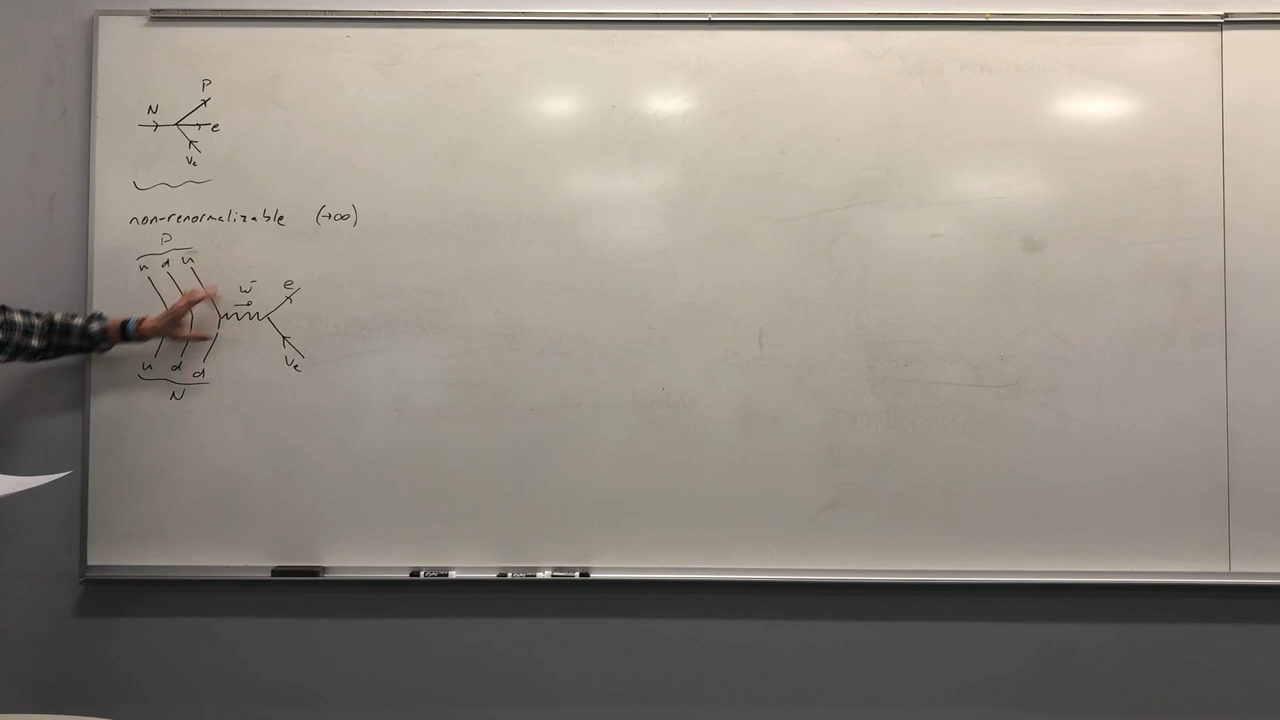 P
N
e
νe
non-renormalizable (→∞)
P
u d u
W⁻ e
u d d νe
N